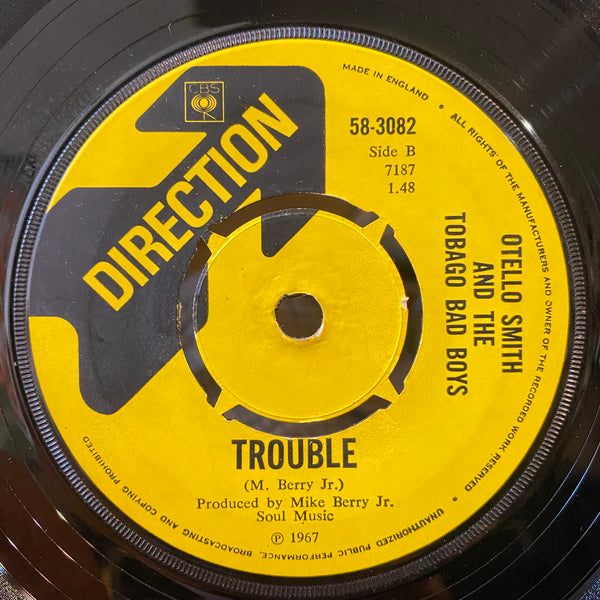 CBS
DIRECTION
MADE IN ENGLAND
58-3082
Side B
7187
1.48
OTELLO SMITH
AND THE
TOBAGO BAD BOYS
TROUBLE
(M. Berry Jr.)
Produced by Mike Berry Jr.
Soul Music
℗ 1967
• ALL RIGHTS OF THE MANUFACTURERS AND OWNER OF THE RECORDED WORK RESERVED • UNAUTHORIZED PUBLIC PERFORMANCE, BROADCASTING AND COPYING PROHIBITED